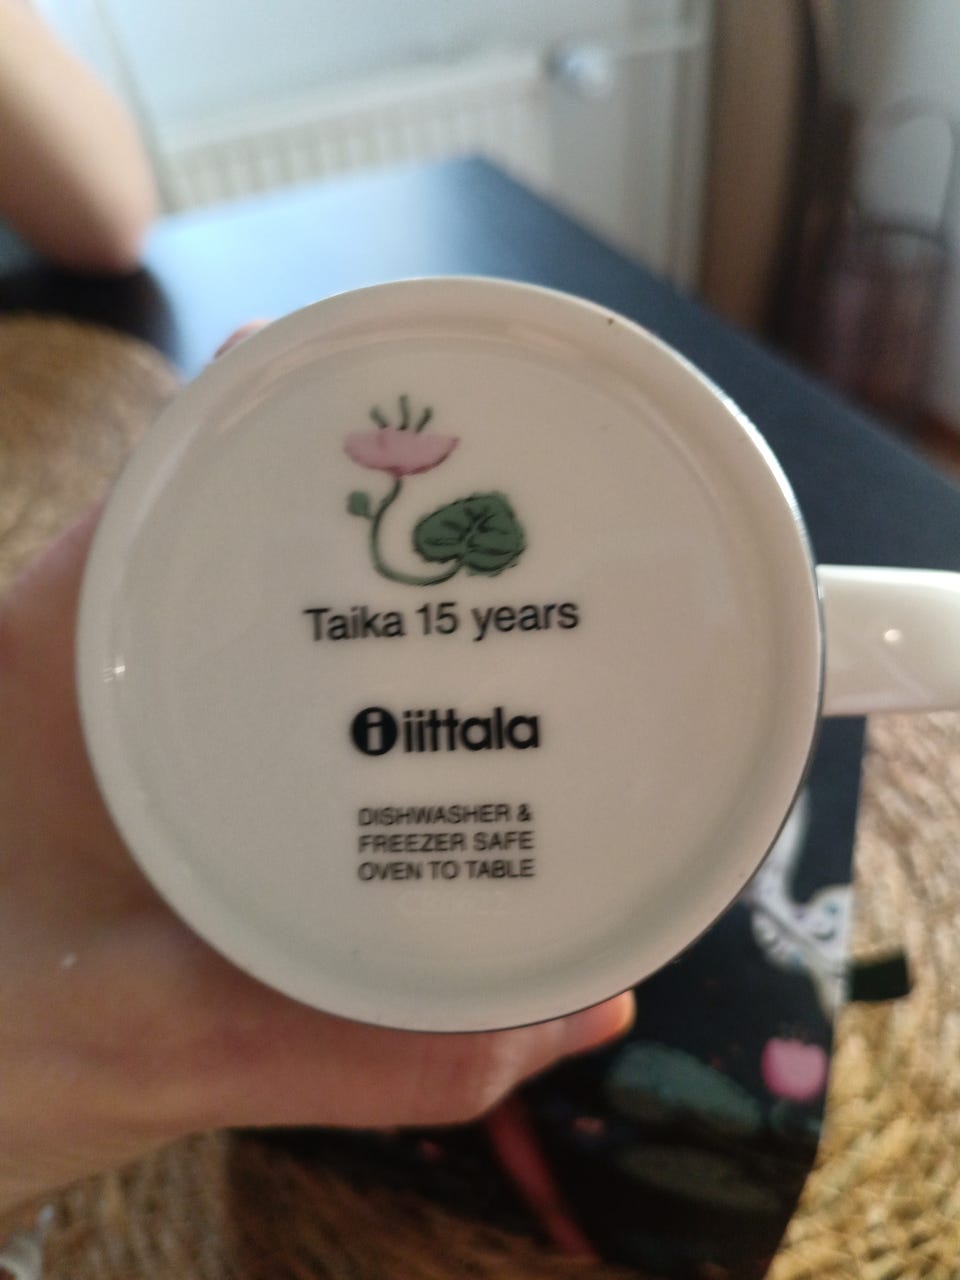 Taika 15 years
iittala
DISHWASHER &
FREEZER SAFE
OVEN TO TABLE